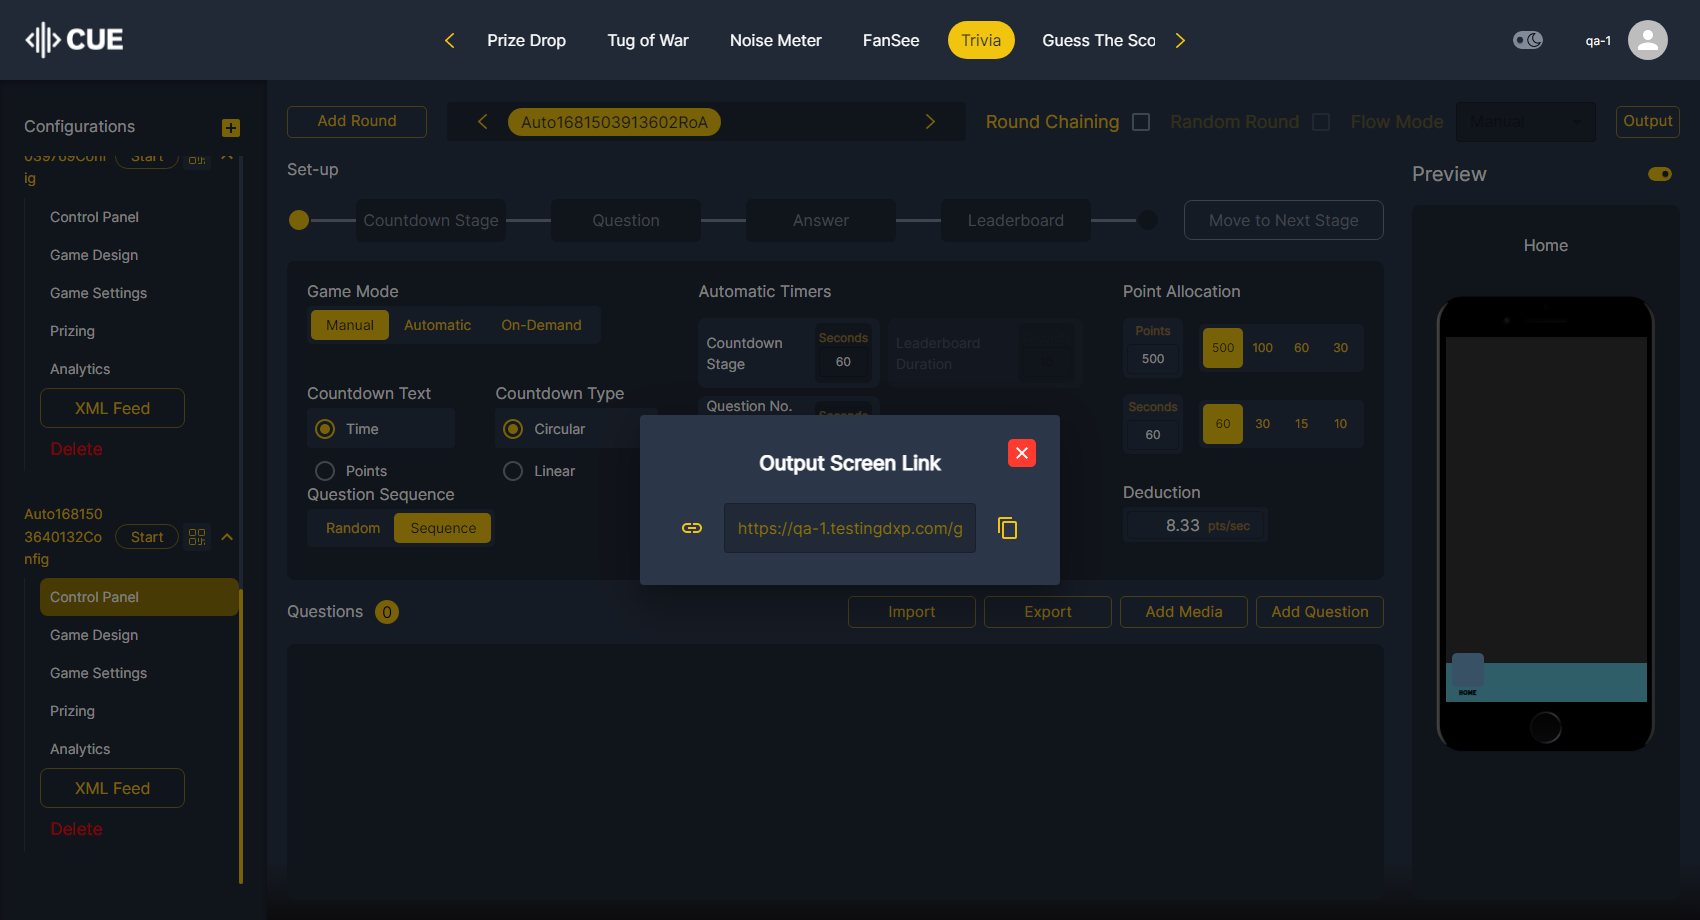 CUE
Prize Drop
Tug of War
Noise Meter
FanSee
Trivia
Guess The Sco
qa-1
Configurations
039769Conf
ig
Start
Control Panel
Game Design
Game Settings
Prizing
Analytics
XML Feed
Delete
Auto168150
3640132Co
nfig
Start
Control Panel
Game Design
Game Settings
Prizing
Analytics
XML Feed
Delete
Add Round
Auto1681503913602RoA
Round Chaining
Random Round
Flow Mode
Manual
Output
Set-up
Countdown Stage
Question
Answer
Leaderboard
Move to Next Stage
Game Mode
Manual
Automatic
On-Demand
Countdown Text
Time
Points
Countdown Type
Circular
Linear
Question Sequence
Random
Sequence
Automatic Timers
Countdown
Stage
Seconds
60
Leaderboard
Duration
Question No.
Seconds
Point Allocation
Points
500
500
100
60
30
Seconds
60
60
30
15
10
Deduction
8.33
pts/sec
Output Screen Link
https://qa-1.testingdxp.com/g
Questions
0
Import
Export
Add Media
Add Question
Preview
Home
HOME